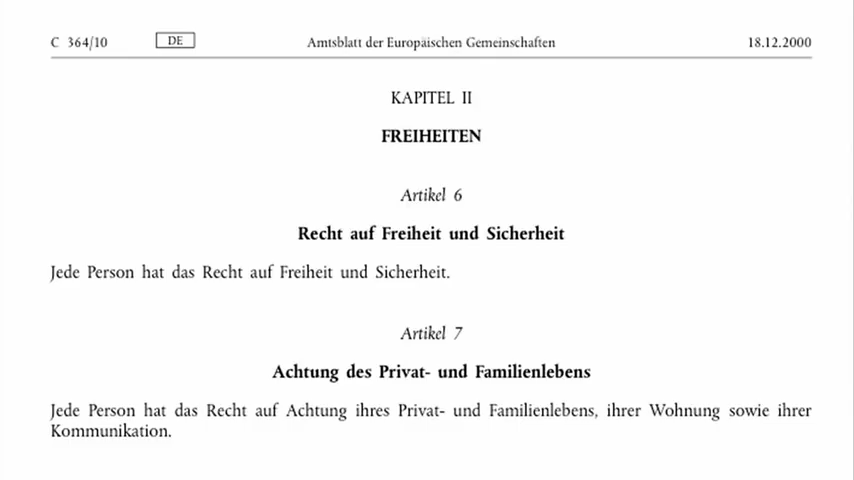 C 364/10 DE Amtsblatt der Europäischen Gemeinschaften 18.12.2000
KAPITEL II
FREIHEITEN
Artikel 6
Recht auf Freiheit und Sicherheit
Jede Person hat das Recht auf Freiheit und Sicherheit.
Artikel 7
Achtung des Privat- und Familienlebens
Jede Person hat das Recht auf Achtung ihres Privat- und Familienlebens, ihrer Wohnung sowie ihrer
Kommunikation.